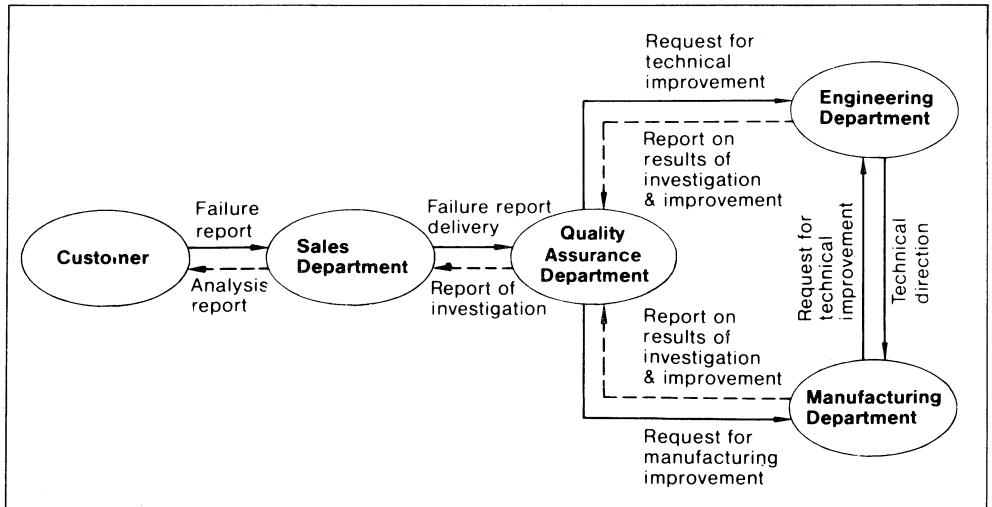 Request for
technical
improvement
Engineering
Department
Report on
results of
investigation
& improvement
Failure
report
Failure report
delivery
Customer
Sales
Department
Quality
Assurance
Department
Analysis
report
Report of
investigation
Request for
technical
improvement
Technical
direction
Report on
results of
investigation
& improvement
Manufacturing
Department
Request for
manufacturing
improvement